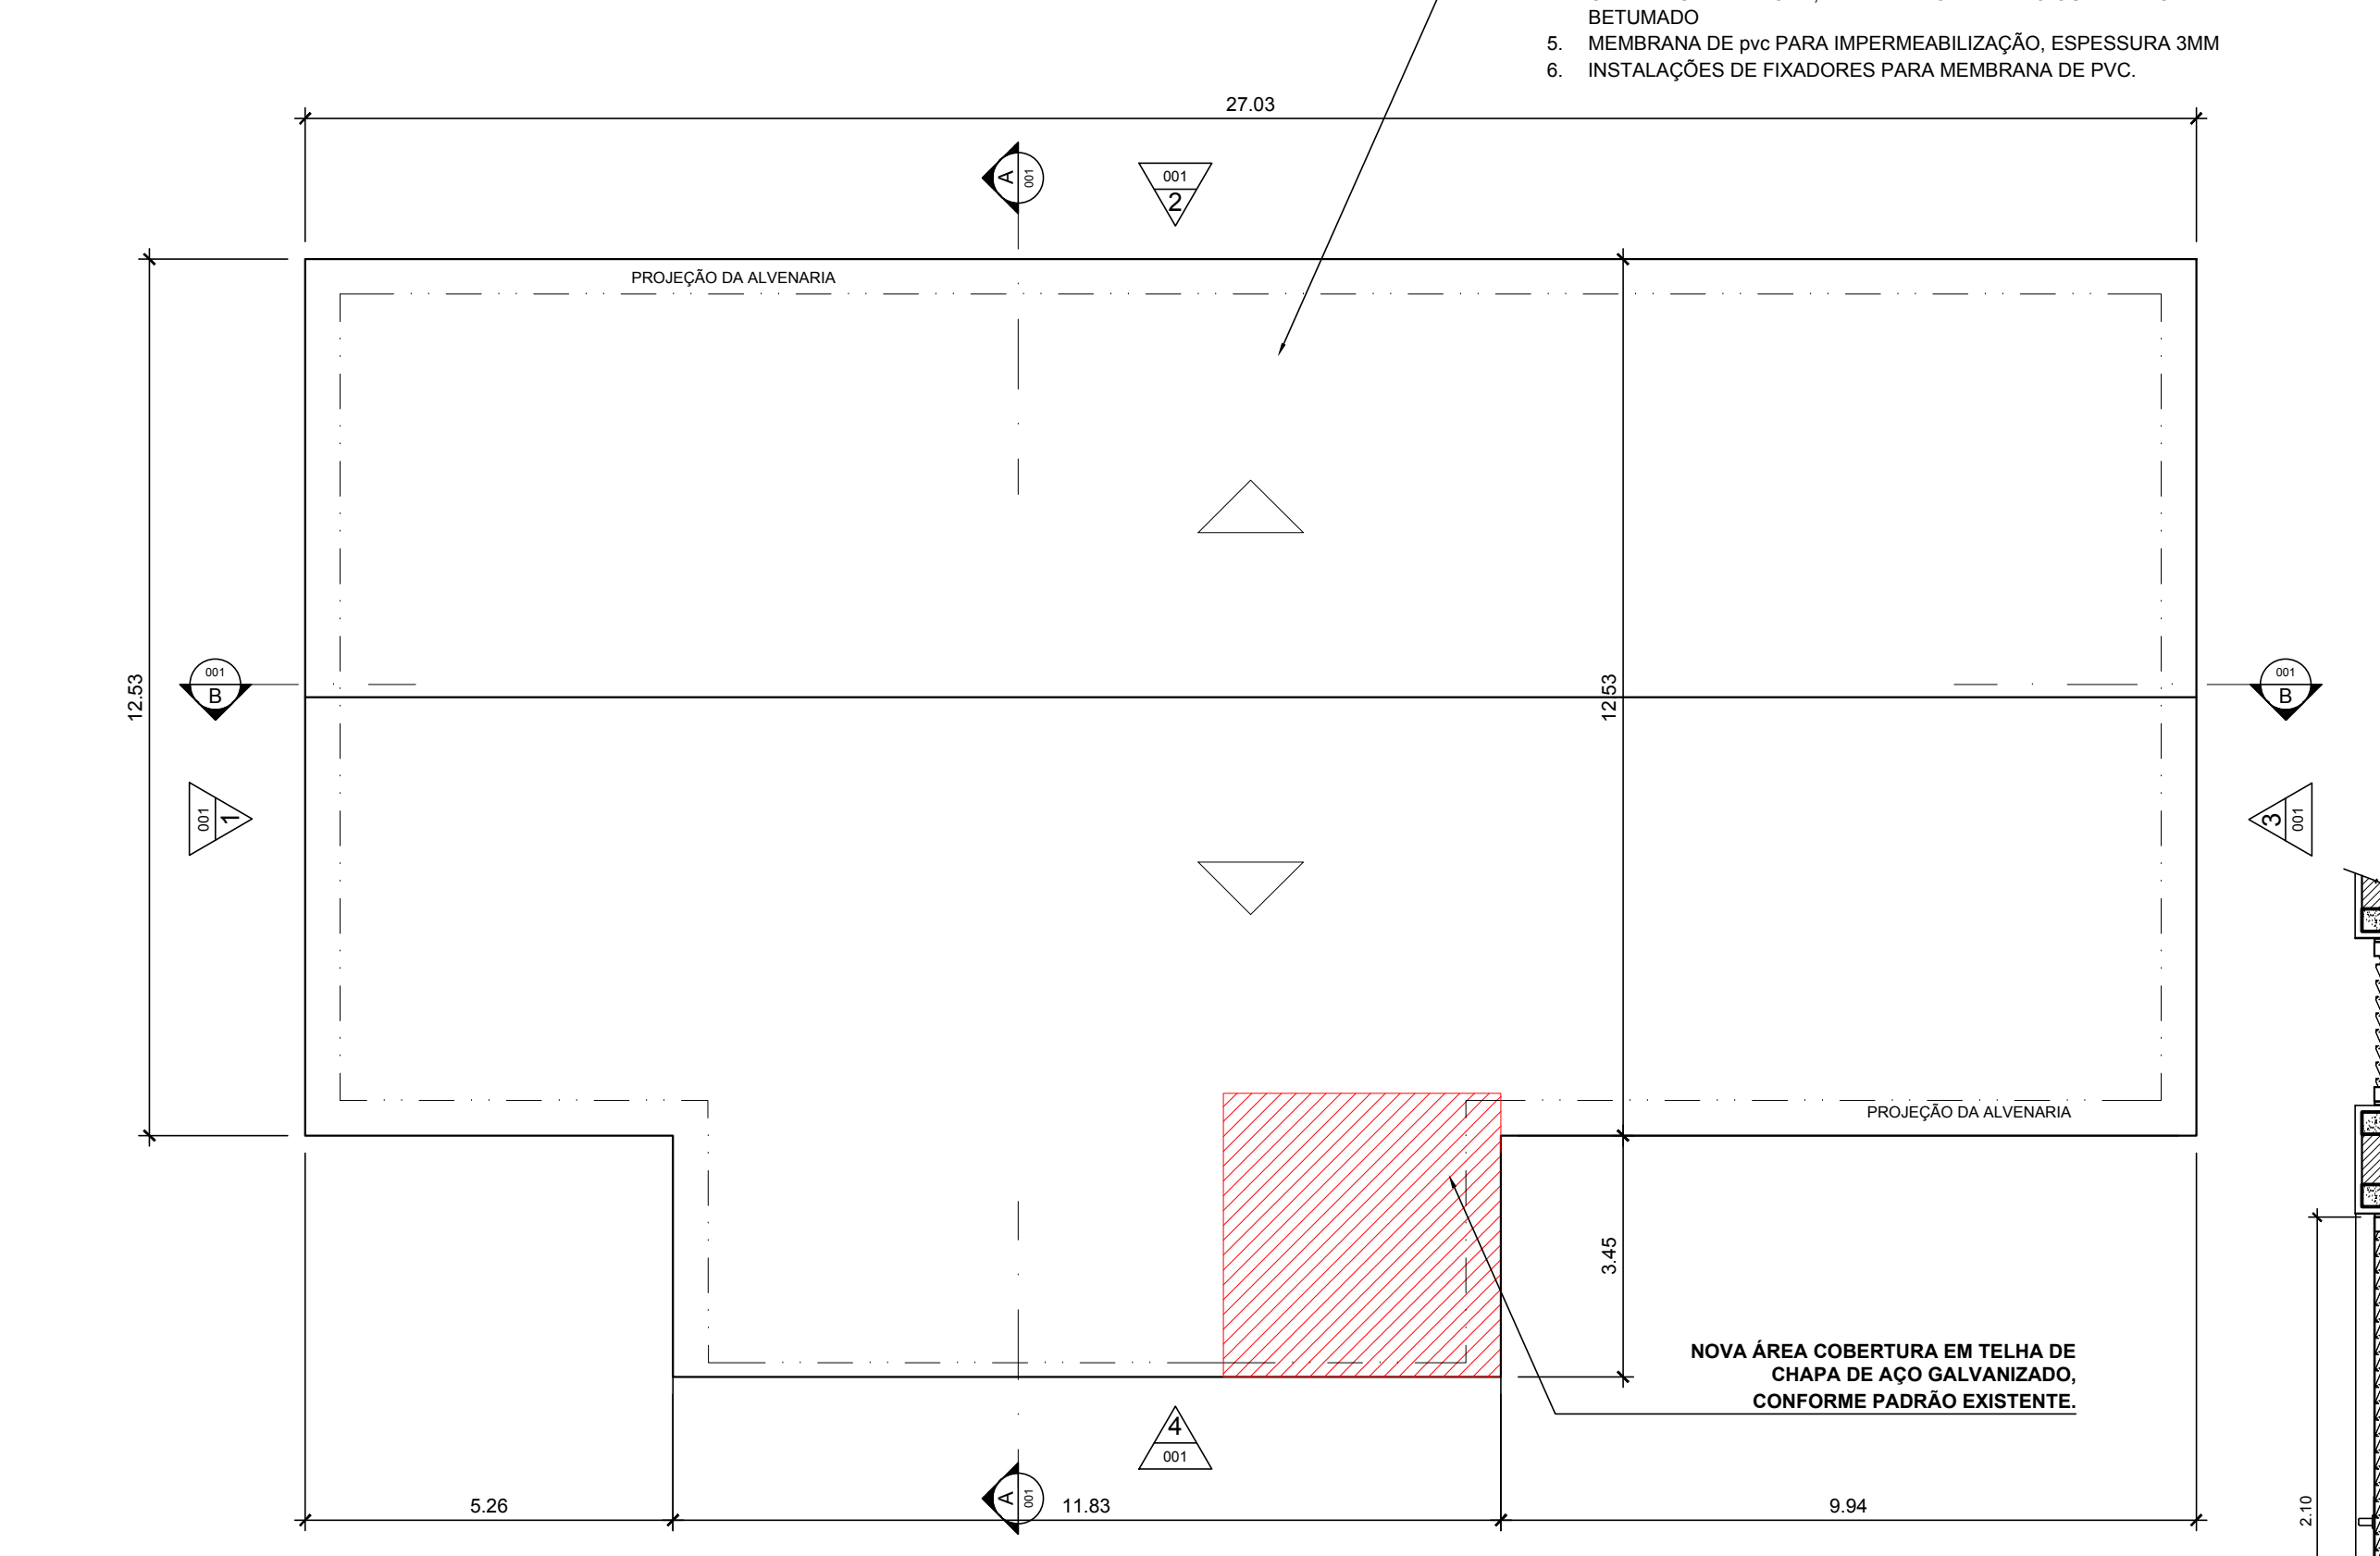 BETUMADO
5. MEMBRANA DE pvc PARA IMPERMEABILIZAÇÃO, ESPESSURA 3MM
6. INSTALAÇÕES DE FIXADORES PARA MEMBRANA DE PVC.
27.03
A
001
001
2
PROJEÇÃO DA ALVENARIA
12.53
001
B
12.53
001
B
001
1
3
001
PROJEÇÃO DA ALVENARIA
3.45
NOVA ÁREA COBERTURA EM TELHA DE
CHAPA DE AÇO GALVANIZADO,
CONFORME PADRÃO EXISTENTE.
4
001
5.26
A
001
11.83
9.94
2.10